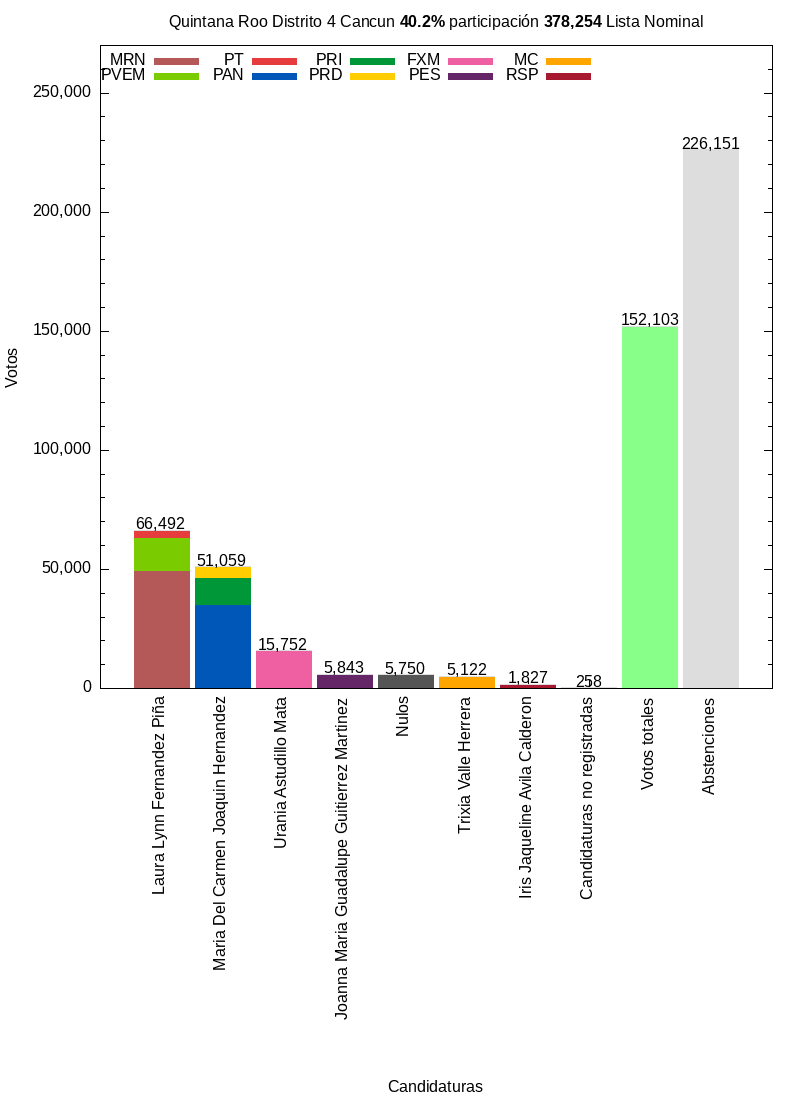 Quintana Roo Distrito 4 Cancun 40.2% participación 378,254 Lista Nominal
MRN PT PRI FXM MC
PVEM PAN PRD PES RSP
250,000
226,151
200,000
152,103
150,000
Votos
100,000
66,492
51,059
50,000
15,752
5,843
5,750
5,122
1,827
258
0
Laura Lynn Fernandez Piña
Maria Del Carmen Joaquin Hernandez
Urania Astudillo Mata
Joanna Maria Guadalupe Guitierrez Martinez
Nulos
Trixia Valle Herrera
Iris Jaqueline Avila Calderon
Candidaturas no registradas
Votos totales
Abstenciones
Candidaturas